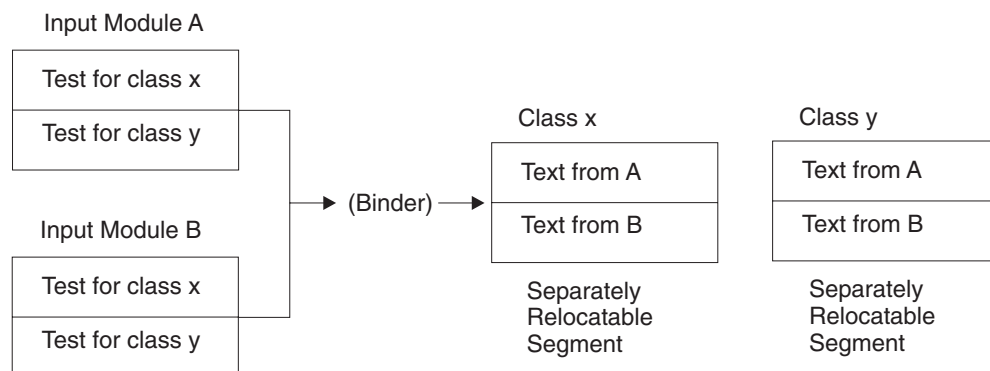 Input Module A
Test for class x
Test for class y
Input Module B
Test for class x
Test for class y
(Binder)
Class x
Text from A
Text from B
Separately
Relocatable
Segment
Class y
Text from A
Text from B
Separately
Relocatable
Segment